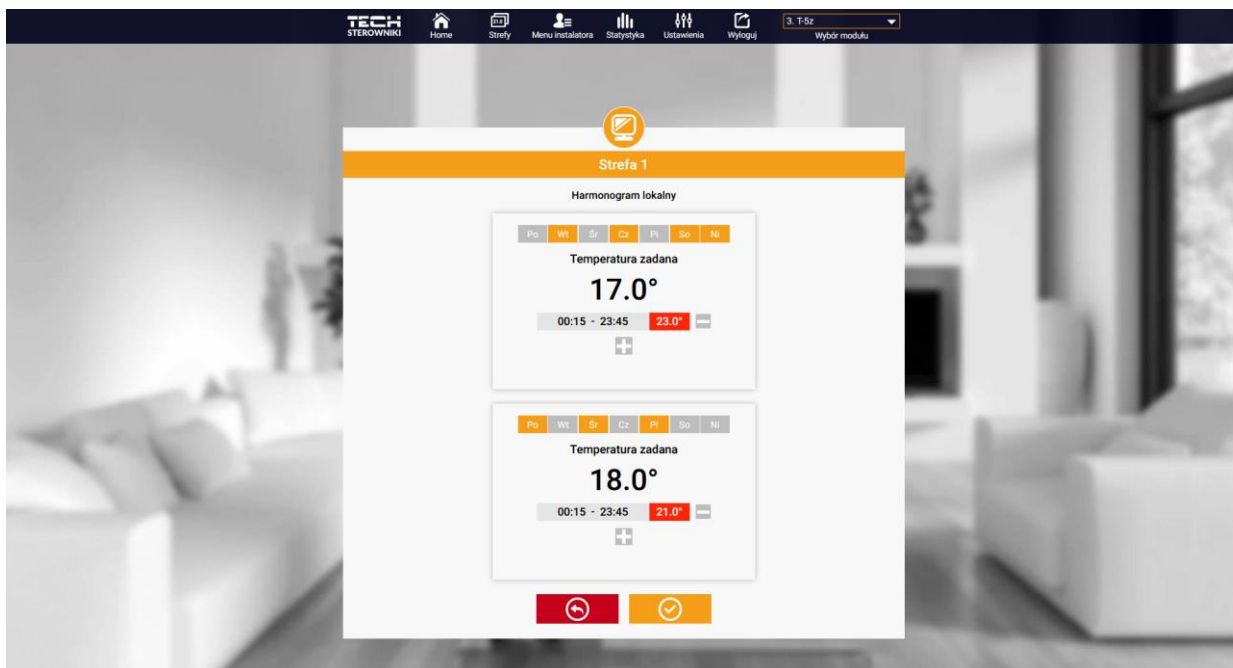 TECH
STEROWNIKI
Home
21.0
Strefy
Menu instalatora
Statystyka
Ustawienia
Wyloguj
3. T-5z
Wybór modułu
Strefa 1
Harmonogram lokalny
Po Wt Śr Cz Pi So Ni
Temperatura zadana
17.0°
00:15 - 23:45 23.0°
Po Wt Śr Cz Pi So Ni
Temperatura zadana
18.0°
00:15 - 23:45 21.0°